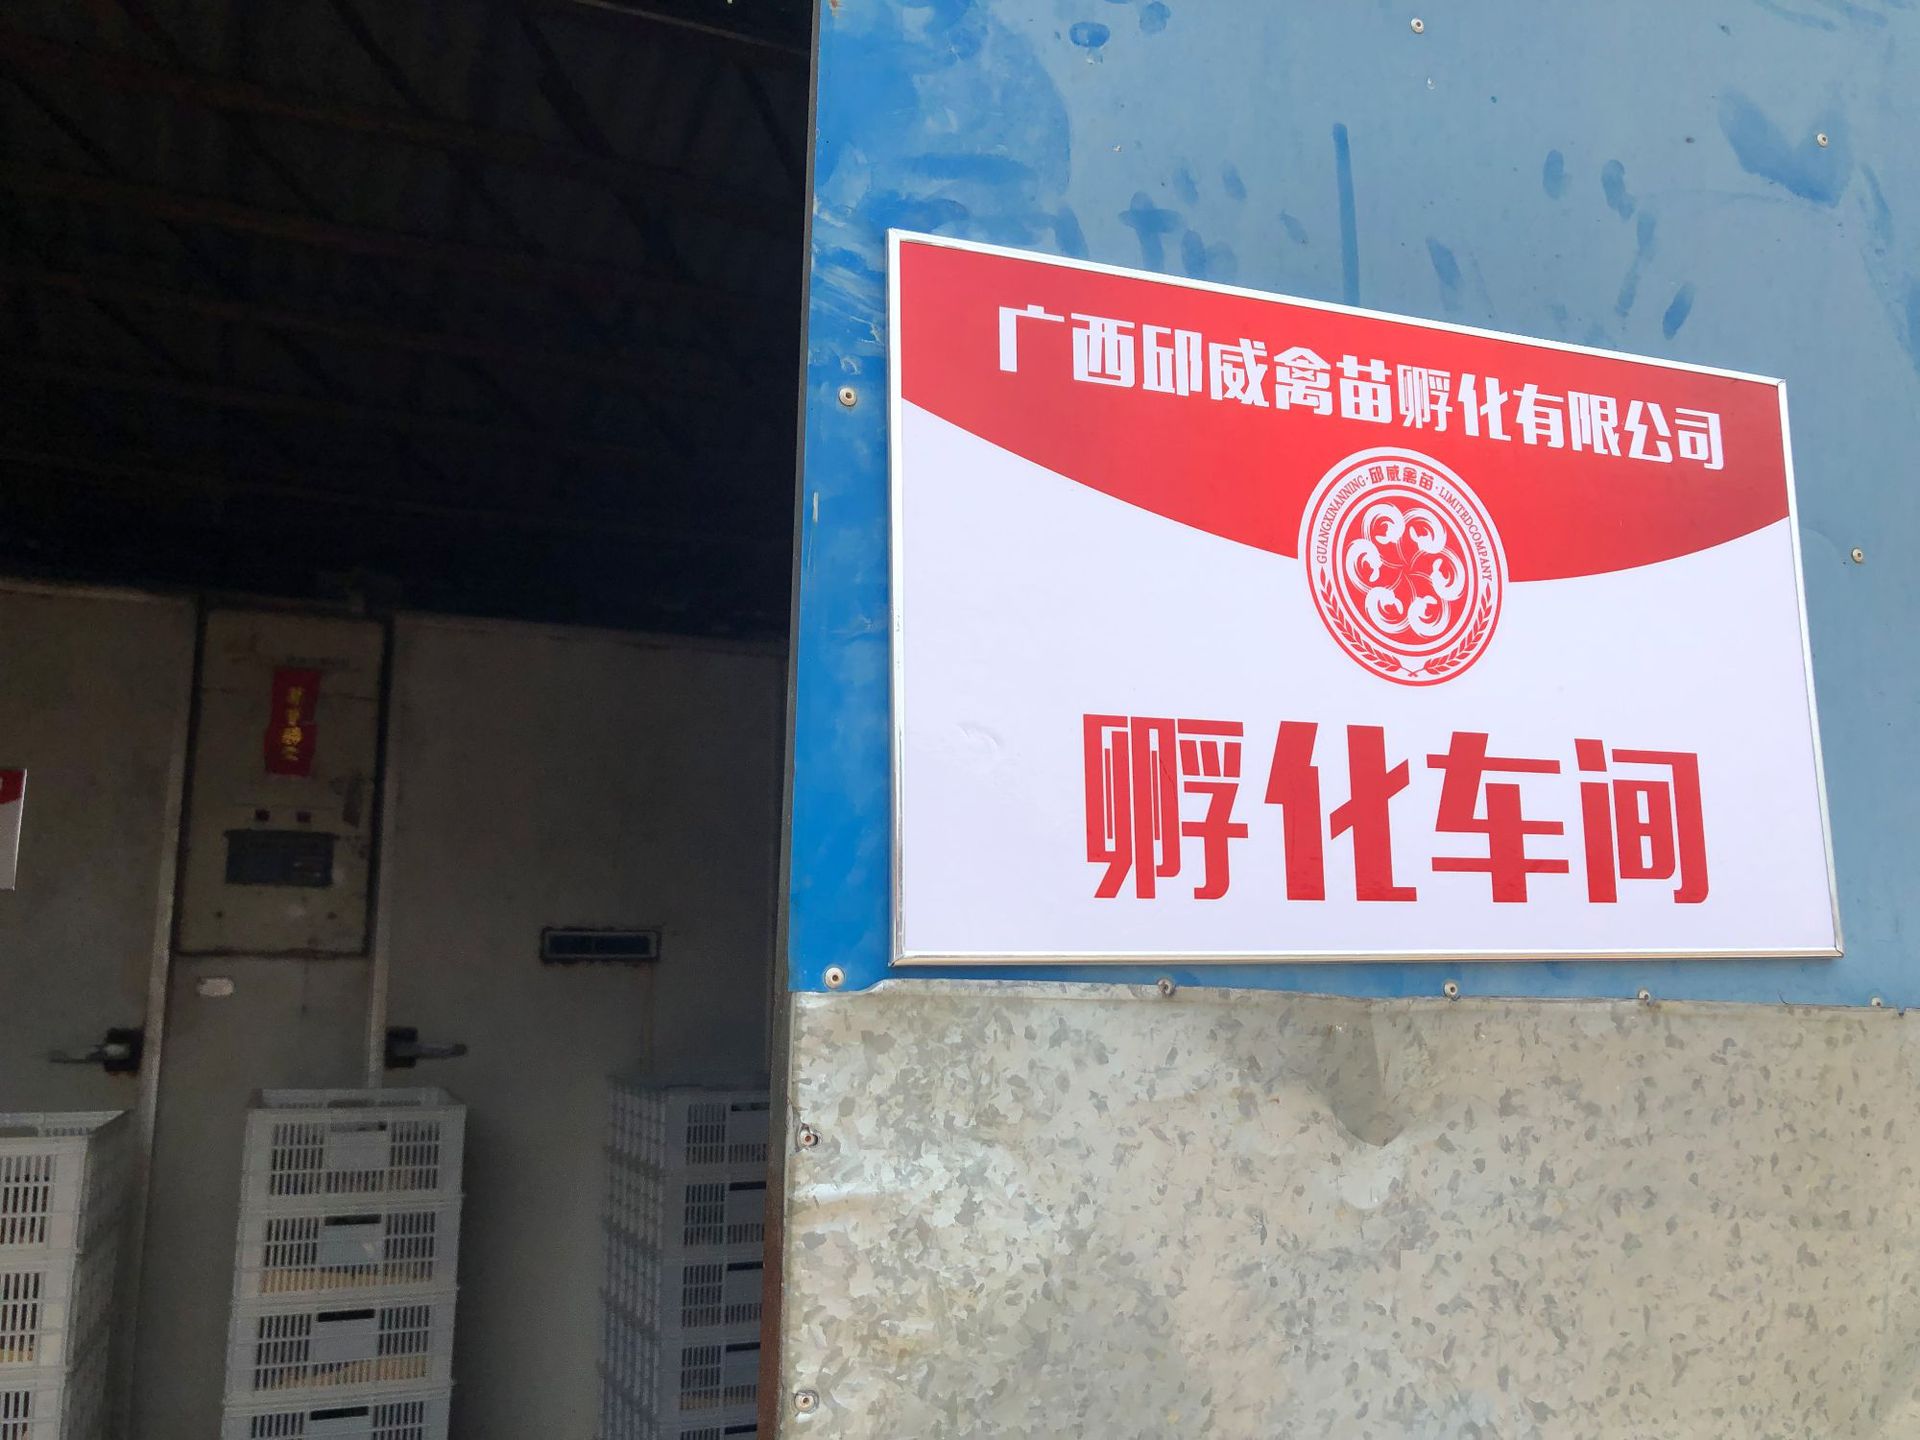 广西邱威禽苗孵化有限公司
GUANGXINANNING·邱威禽苗·LIMITEDCOMPANY
孵化车间